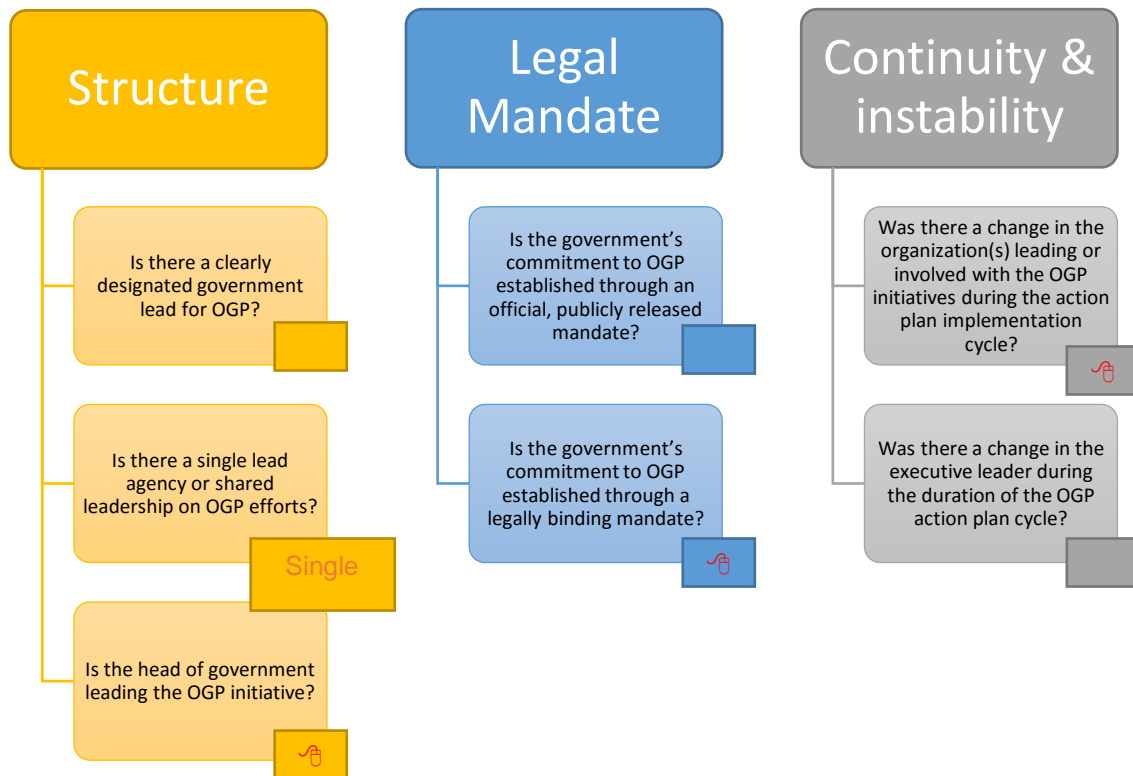 Structure
Is there a clearly
designated government
lead for OGP?
Is there a single lead
agency or shared
leadership on OGP efforts?
Single
Is the head of government
leading the OGP initiative?
Legal
Mandate
Is the government’s
commitment to OGP
established through an
official, publicly released
mandate?
Is the government’s
commitment to OGP
established through a
legally binding mandate?
Continuity &
instability
Was there a change in the
organization(s) leading or
involved with the OGP
initiatives during the action
plan implementation
cycle?
Was there a change in the
executive leader during
the duration of the OGP
action plan cycle?